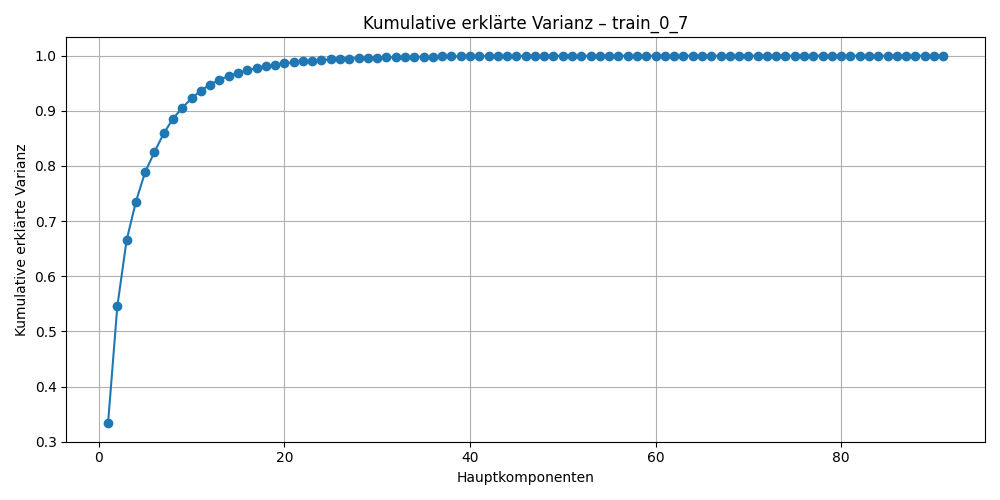 Kumulative erklärte Varianz – train_0_7
Kumulative erklärte Varianz
1.0
0.9
0.8
0.7
0.6
0.5
0.4
0.3
0 20 40 60 80
Hauptkomponenten